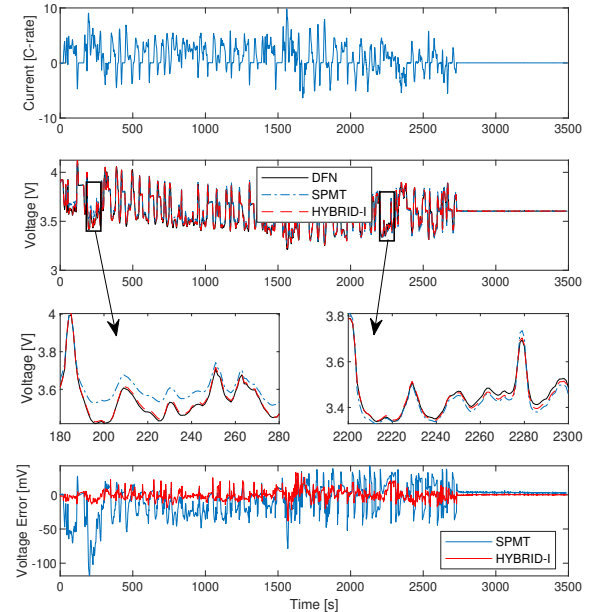 10
0
-10
Current [C-rate]
0 500 1000 1500 2000 2500 3000 3500
4
3.5
3
Voltage [V]
DFN
SPMT
HYBRID-I
0 500 1000 1500 2000 2500 3000 3500
4
3.8
3.6
Voltage [V]
180 200 220 240 260 280
3.8
3.6
3.4
2200 2220 2240 2260 2280 2300
0
-50
-100
Voltage Error [mV]
SPMT
HYBRID-I
0 500 1000 1500 2000 2500 3000 3500
Time [s]